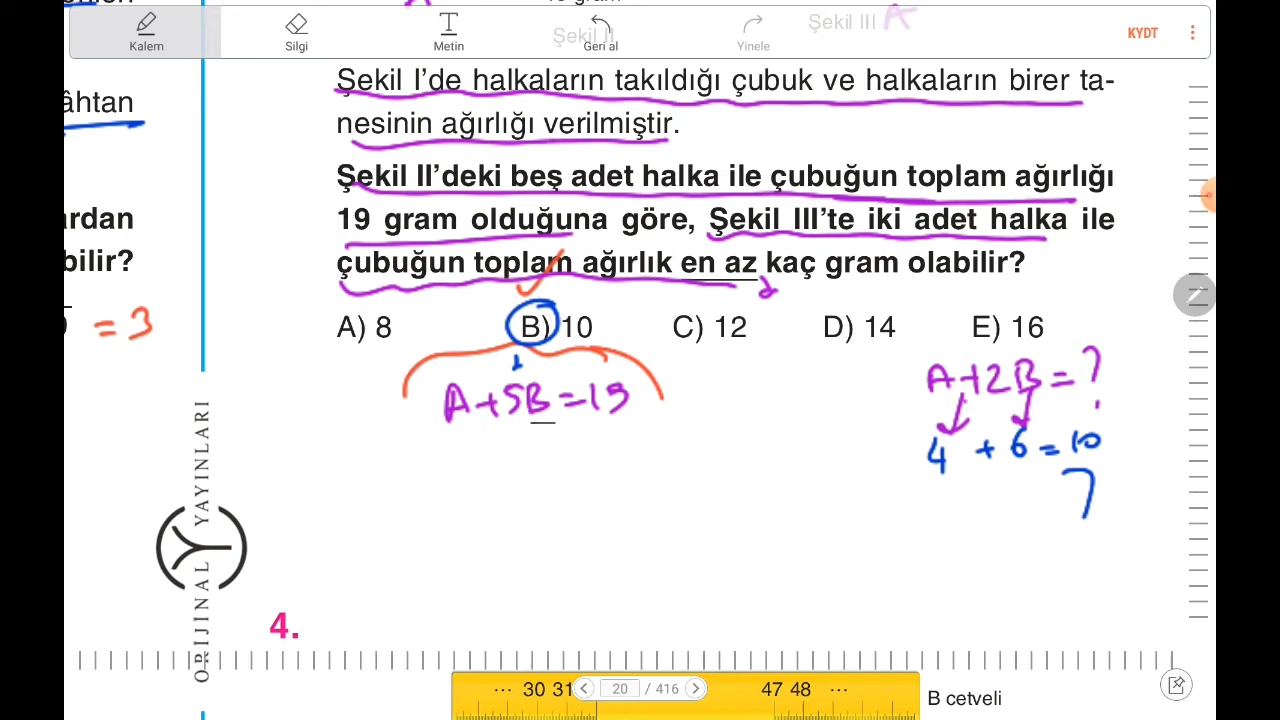 Kalem
Silgi
Metin
Geri al
Yinele
KYDT
Şekil II
Şekil III A
âhtan
ardan
bilir?
= 3
Şekil I’de halkaların takıldığı çubuk ve halkaların birer ta-
nesinin ağırlığı verilmiştir.
Şekil II’deki beş adet halka ile çubuğun toplam ağırlığı
19 gram olduğuna göre, Şekil III’te iki adet halka ile
çubuğun toplam ağırlık en az kaç gram olabilir?
A) 8 B) 10 C) 12 D) 14 E) 16
A+5B=19
A+2B=?
4 + 6 = 10
7
ORİJİNAL YAYINLARI
4.
··· 30 31
20 / 416
47 48 ···
B cetveli